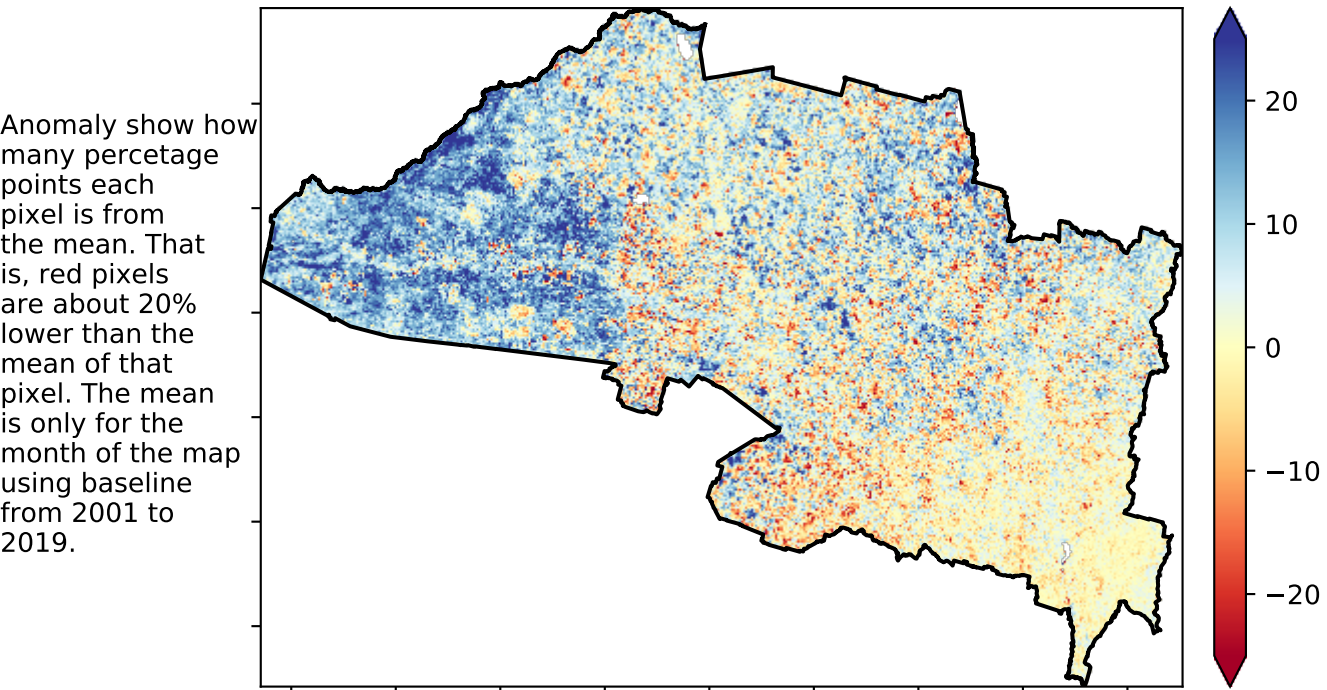 Anomaly show how
many percetage
points each
pixel is from
the mean. That
is, red pixels
are about 20%
lower than the
mean of that
pixel. The mean
is only for the
month of the map
using baseline
from 2001 to
2019.
20
10
0
−10
−20